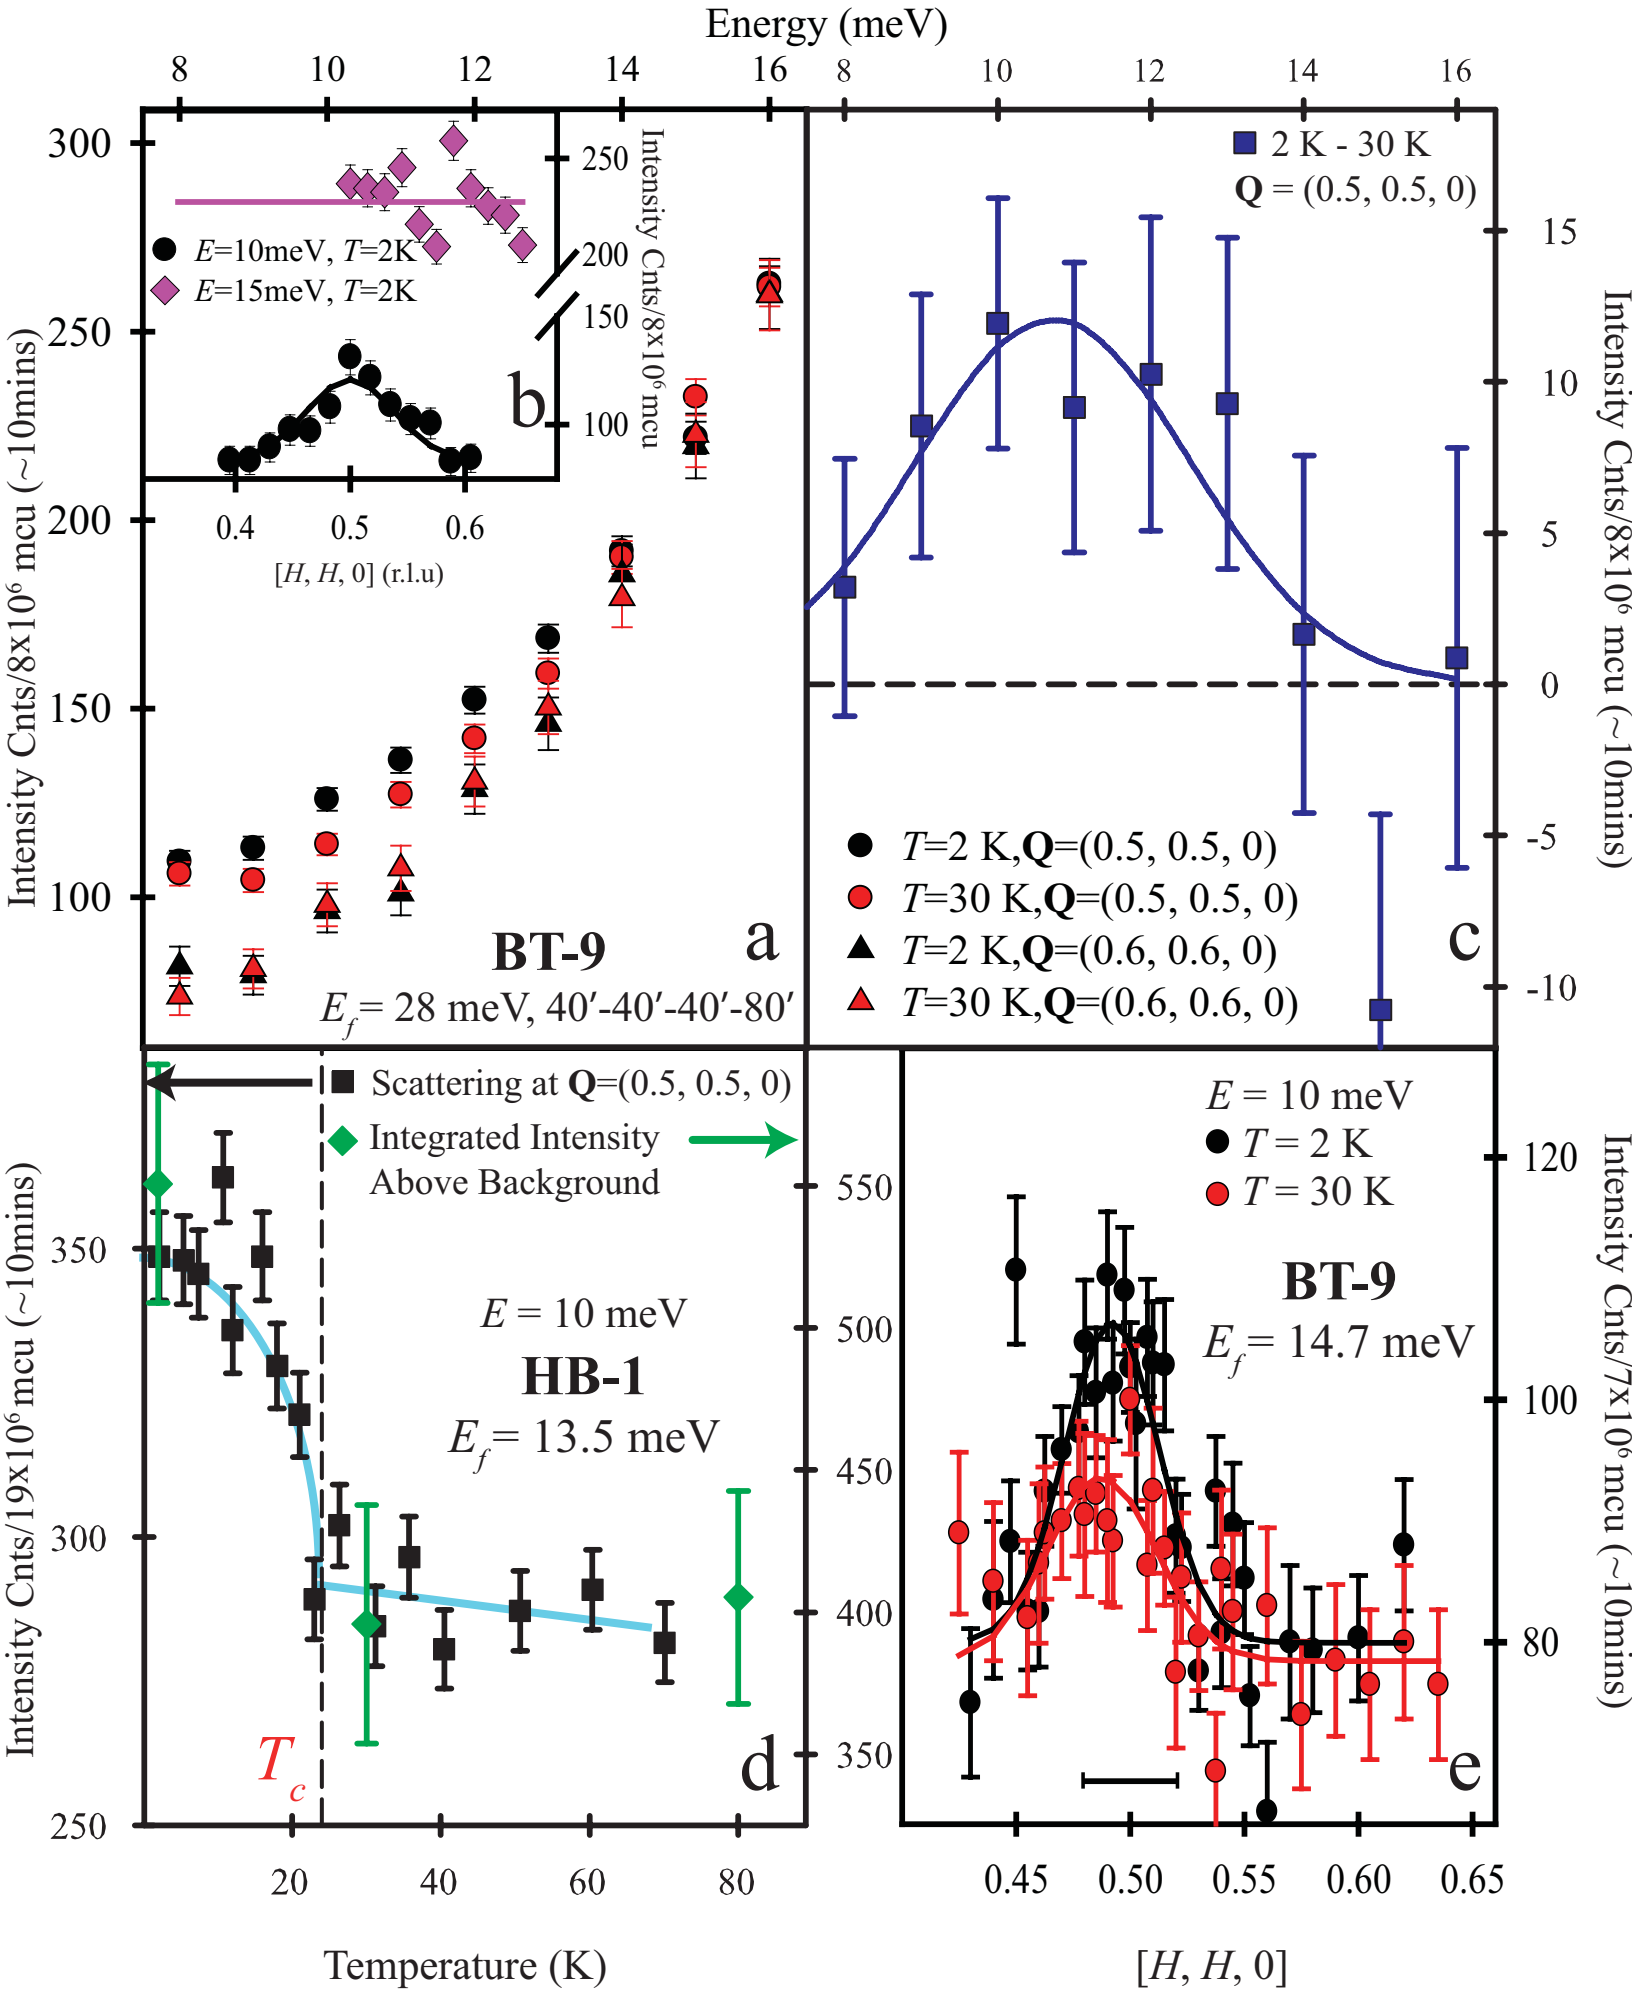 Energy (meV)
8 10 12 14 16
8 10 12 14 16
300
250
200
150
100
Intensity Cnts/8x10⁶ mcu (~10mins)
250
200
150
100
Intensity Cnts/8x10⁶ mcu
E=10meV, T=2K
E=15meV, T=2K
b
0.4 0.5 0.6
[H, H, 0] (r.l.u)
BT-9
a
E_f = 28 meV, 40′-40′-40′-80′
2 K - 30 K
Q = (0.5, 0.5, 0)
15
10
5
0
-5
-10
Intensity Cnts/8x10⁶ mcu (~10mins)
T=2 K,Q=(0.5, 0.5, 0)
T=30 K,Q=(0.5, 0.5, 0)
T=2 K,Q=(0.6, 0.6, 0)
T=30 K,Q=(0.6, 0.6, 0)
c
Scattering at Q=(0.5, 0.5, 0)
Integrated Intensity
Above Background
350
300
250
Intensity Cnts/19x10⁶ mcu (~10mins)
E = 10 meV
HB-1
E_f = 13.5 meV
T_c
d
550
500
450
400
350
20 40 60 80
Temperature (K)
E = 10 meV
T = 2 K
T = 30 K
BT-9
E_f = 14.7 meV
e
120
100
80
Intensity Cnts/7x10⁶ mcu (~10mins)
0.45 0.50 0.55 0.60 0.65
[H, H, 0]